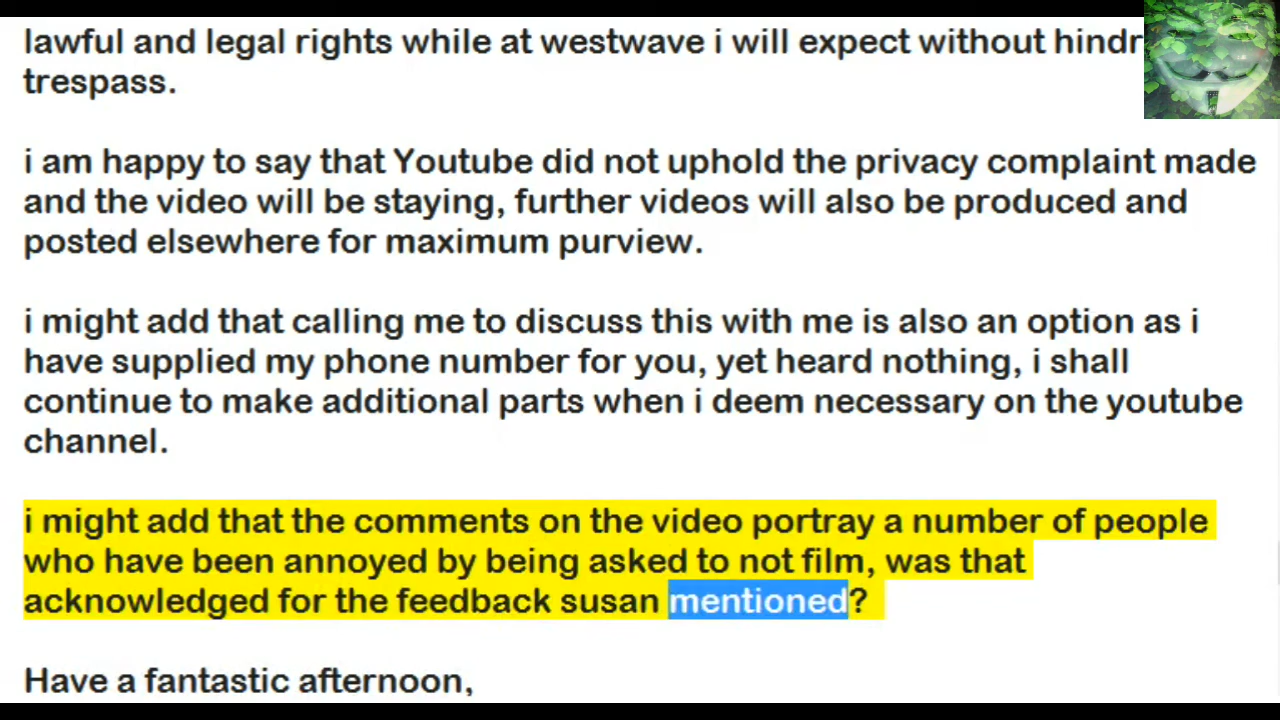 lawful and legal rights while at westwave i will expect without
trespass.
i am happy to say that Youtube did not uphold the privacy complaint made
and the video will be staying, further videos will also be produced and
posted elsewhere for maximum purview.
i might add that calling me to discuss this with me is also an option as i
have supplied my phone number for you, yet heard nothing, i shall
continue to make additional parts when i deem necessary on the youtube
channel.
i might add that the comments on the video portray a number of people
who have been annoyed by being asked to not film, was that
acknowledged for the feedback susan mentioned?
Have a fantastic afternoon,